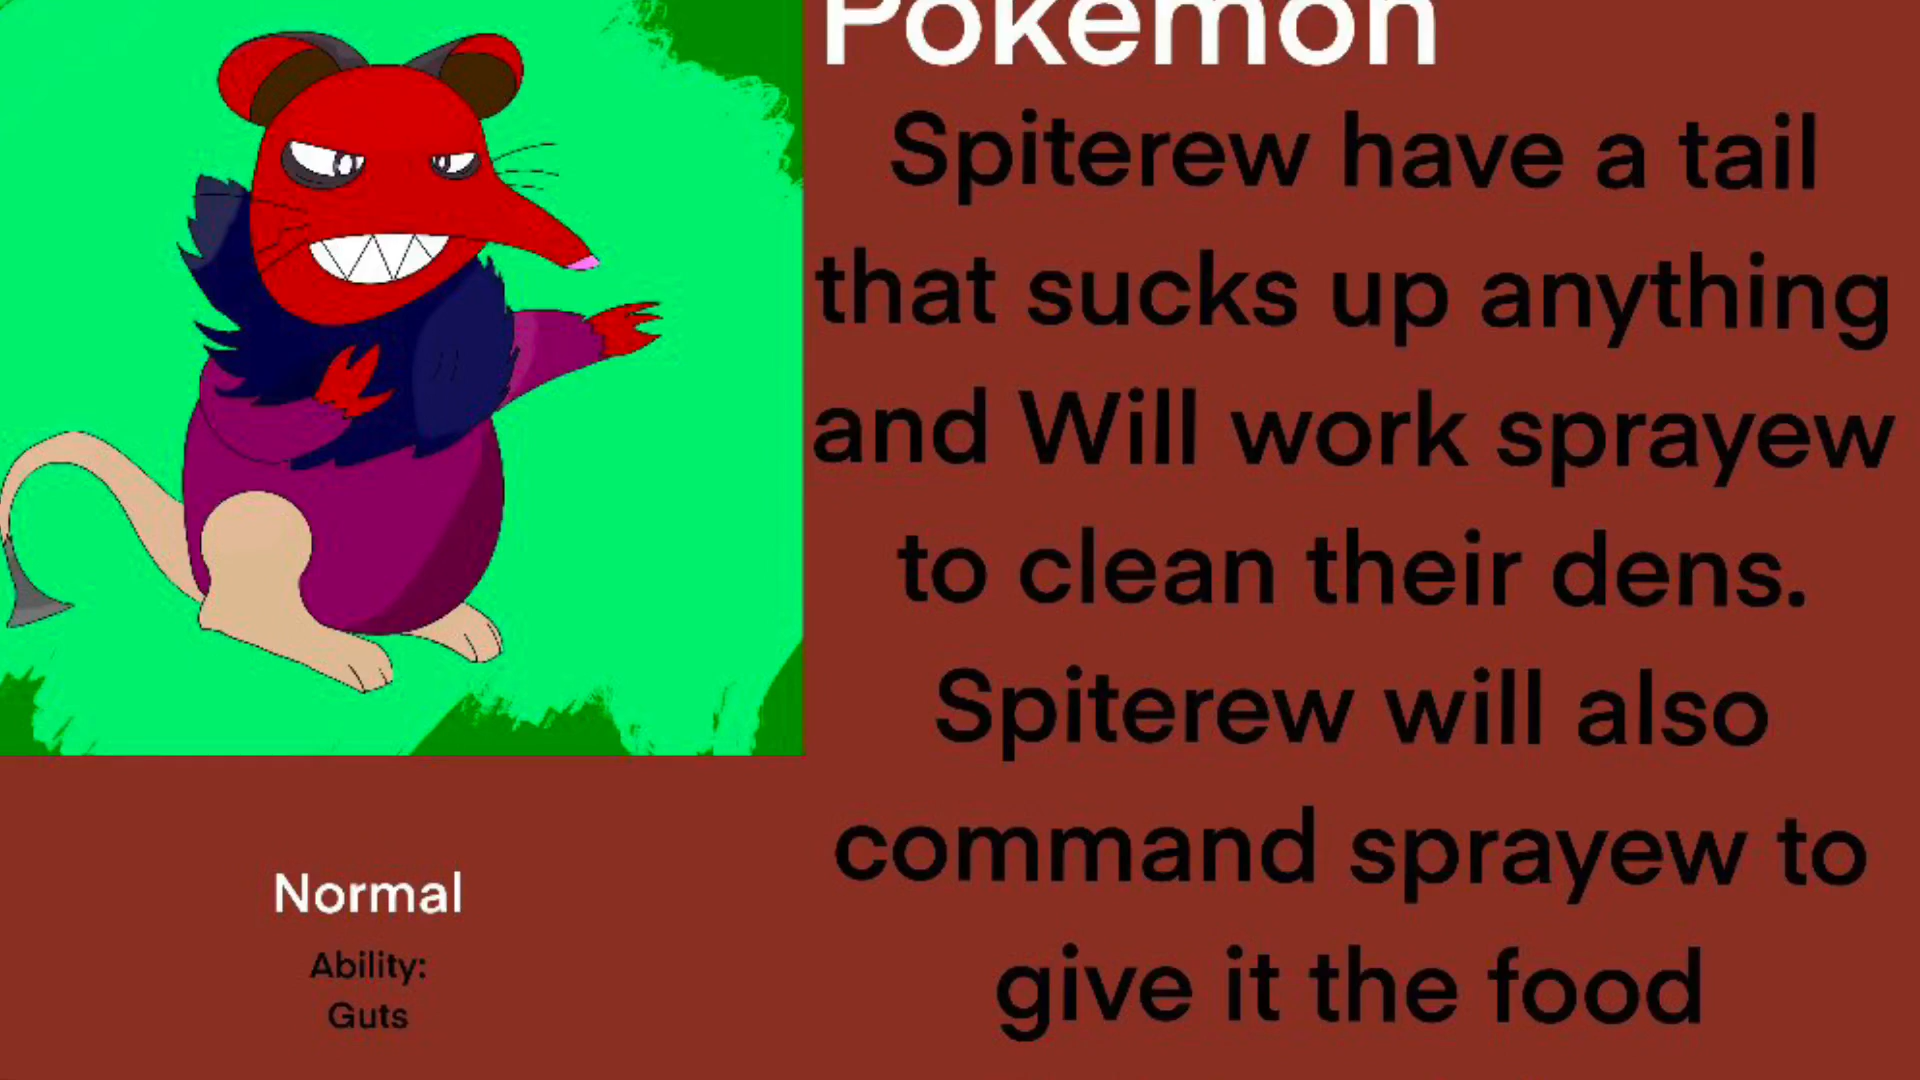 Pokemon
Spiterew have a tail
that sucks up anything
and Will work sprayew
to clean their dens.
Spiterew will also
command sprayew to
give it the food
Normal
Ability:
Guts